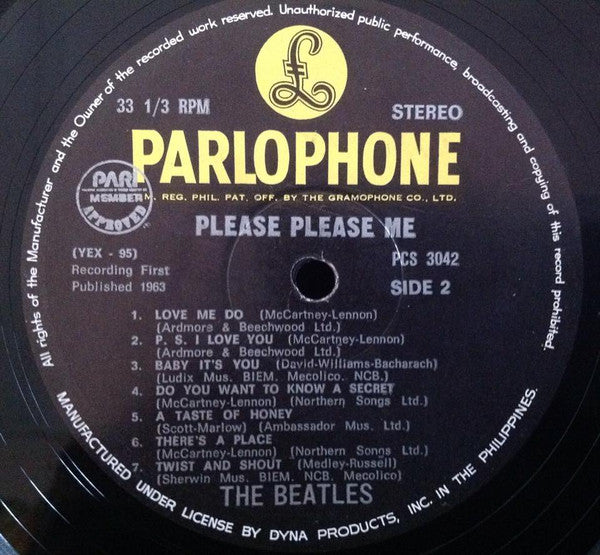 All rights of the Manufacturer and the Owner of the recorded work reserved. Unauthorized public performance, broadcasting and copying of this record prohibited.
33 1/3 RPM
STEREO
PARLOPHONE
M. REG. PHIL. PAT. OFF. BY THE GRAMOPHONE CO., LTD.
PARI
MEMBER
APPROVED
PLEASE PLEASE ME
(YEX - 95)
Recording First
Published 1963
PCS 3042
SIDE 2
1. LOVE ME DO (McCartney-Lennon)
(Ardmore & Beechwood Ltd.)
2. P. S. I LOVE YOU (McCartney-Lennon)
(Ardmore & Beechwood Ltd.)
3. BABY IT'S YOU (David-Williams-Bacharach)
(Ludix Mus. BIEM. Mecolico. NCB.)
4. DO YOU WANT TO KNOW A SECRET
(McCartney-Lennon) (Northern Songs Ltd.)
5. A TASTE OF HONEY
(Scott-Marlow) (Ambassador Mus. Ltd.)
6. THERE'S A PLACE
(McCartney-Lennon) (Northern Songs Ltd.)
7. TWIST AND SHOUT (Medley-Russell)
(Sherwin Mus. BIEM. NCB. Mecolico)
THE BEATLES
MANUFACTURED UNDER LICENSE BY DYNA PRODUCTS, INC. IN THE PHILIPPINES.